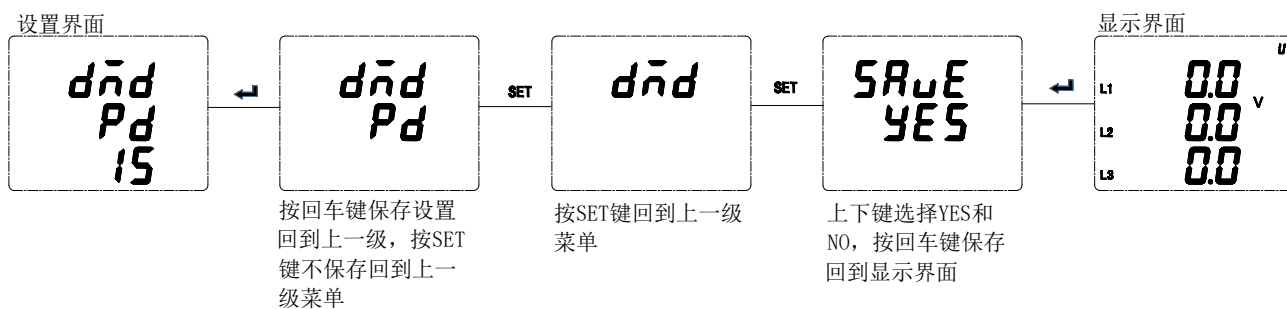 设置界面
dnd
Pd
15
dnd
Pd
SET
dnd
SET
SAvE
YES
显示界面
U
L1 0.0
V
L2 0.0
L3 0.0
按回车键保存设置
回到上一级，按SET
键不保存回到上一
级菜单
按SET键回到上一级
菜单
上下键选择YES和
NO，按回车键保存
回到显示界面